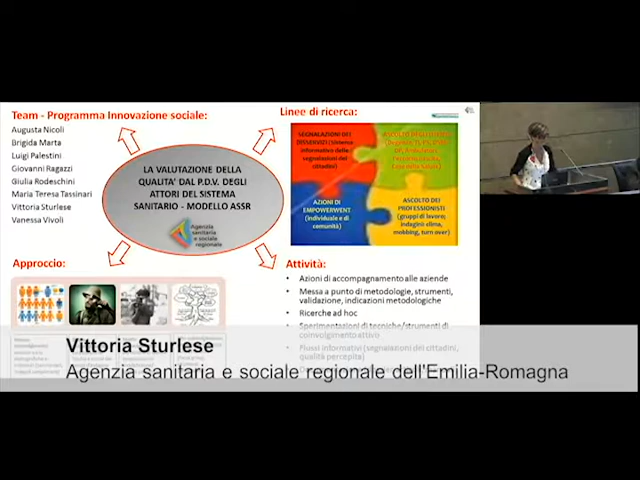 Team - Programma Innovazione sociale:
Augusta Nicoli
Brigida Marta
Luigi Palestini
Giovanni Ragazzi
Giulia Rodeschini
Maria Teresa Tassinari
Vittoria Sturlese
Vanessa Vivoli
Linee di ricerca:
SEGNALAZIONI DEI
DISSERVIZI (sistema
informativo delle
segnalazioni dei
cittadini)
ASCOLTO DEGLI
AZIONI DI
EMPOWERMENT
(individuale e di
comunità)
ASCOLTO DEI
PROFESSIONISTI
(gruppi di lavoro;
indagini clima,
mobbing, turn over)
LA VALUTAZIONE DELLA
QUALITA' DAL P.D.V. DEGLI
ATTORI DEL SISTEMA
SANITARIO - MODELLO ASSR
Agenzia
sanitaria
e sociale
regionale
Approccio:
Attività:
• Azioni di accompagnamento alle aziende
• Messa a punto di metodologie, strumenti,
validazione, indicazioni metodologiche
• Ricerche ad hoc
• Sperimentazioni di tecniche/strumenti di
coinvolgimento attivo
• Flussi informativi (segnalazioni dei cittadini,
qualità percepita)
Vittoria Sturlese
Agenzia sanitaria e sociale regionale dell'Emilia-Romagna